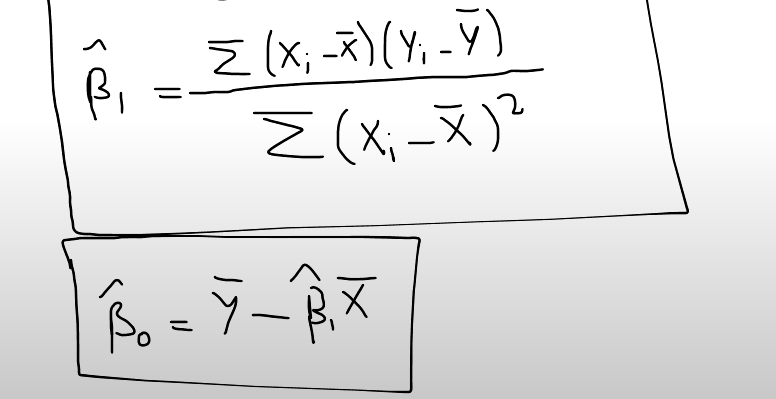 β̂₁ = Σ(Xᵢ - X̄)(Yᵢ - Ȳ) / Σ(Xᵢ - X̄)²
β̂₀ = Ȳ - β̂₁X̄